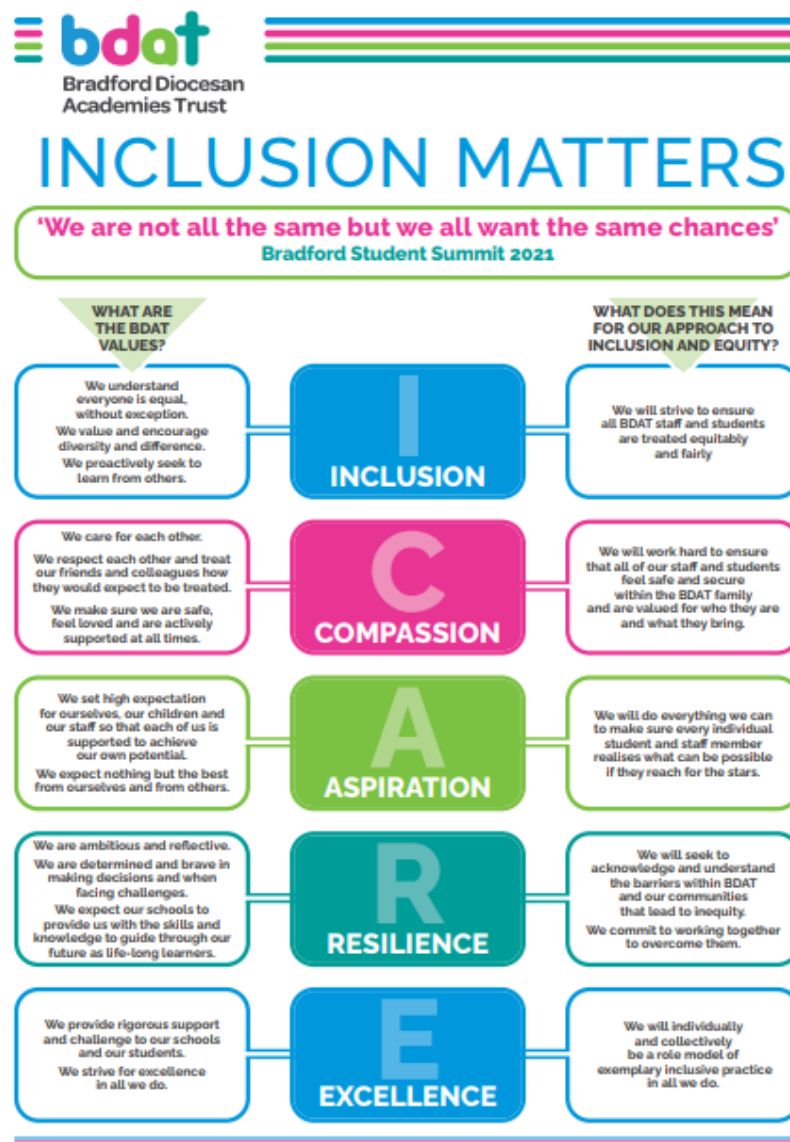 bdat
Bradford Diocesan
Academies Trust
INCLUSION MATTERS
‘We are not all the same but we all want the same chances’
Bradford Student Summit 2021
WHAT ARE
THE BDAT
VALUES?
WHAT DOES THIS MEAN
FOR OUR APPROACH TO
INCLUSION AND EQUITY?
We understand
everyone is equal,
without exception.
We value and encourage
diversity and difference.
We proactively seek to
learn from others.
I
INCLUSION
We will strive to ensure
all BDAT staff and students
are treated equitably
and fairly
We care for each other.
We respect each other and treat
our friends and colleagues how
they would expect to be treated.
We make sure we are safe,
feel loved and are actively
supported at all times.
C
COMPASSION
We will work hard to ensure
that all of our staff and students
feel safe and secure
within the BDAT family
and are valued for who they are
and what they bring.
We set high expectation
for ourselves, our children and
our staff so that each of us is
supported to achieve
our own potential.
We expect nothing but the best
from ourselves and from others.
A
ASPIRATION
We will do everything we can
to make sure every individual
student and staff member
realises what can be possible
if they reach for the stars.
We are ambitious and reflective.
We are determined and brave in
making decisions and when
facing challenges.
We expect our schools to
provide us with the skills and
knowledge to guide through our
future as life-long learners.
R
RESILIENCE
We will seek to
acknowledge and understand
the barriers within BDAT
and our communities
that lead to inequity.
We commit to working together
to overcome them.
We provide rigorous support
and challenge to our schools
and our students.
We strive for excellence
in all we do.
E
EXCELLENCE
We will individually
and collectively
be a role model of
exemplary inclusive practice
in all we do.